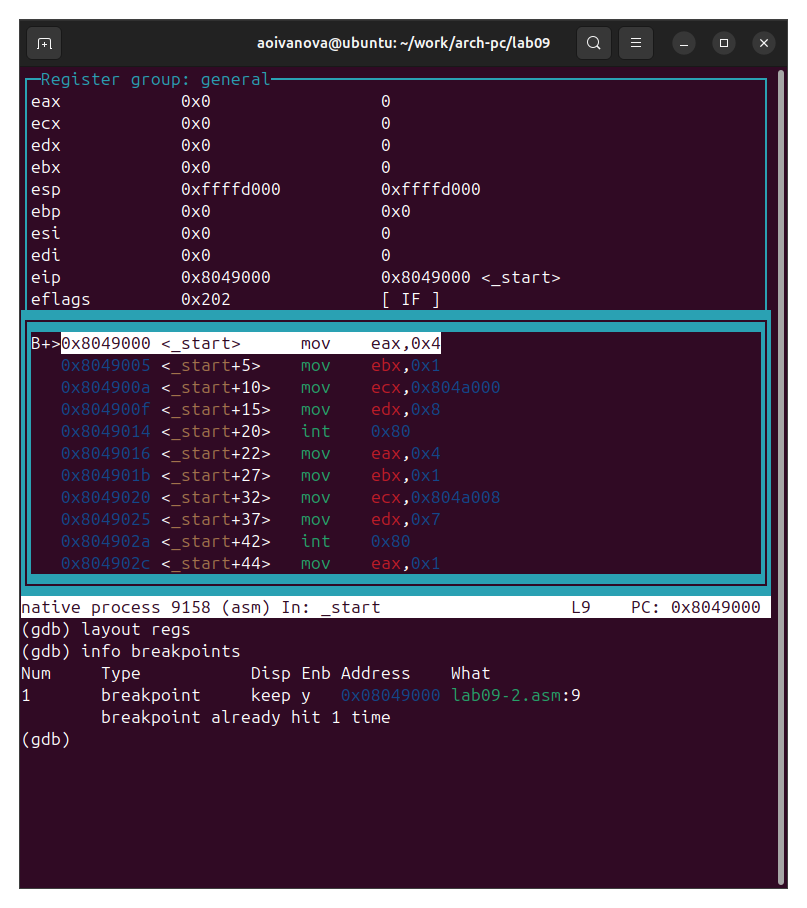 aoivanova@ubuntu: ~/work/arch-pc/lab09
Register group: general
eax 0x0 0
ecx 0x0 0
edx 0x0 0
ebx 0x0 0
esp 0xffffd000 0xffffd000
ebp 0x0 0x0
esi 0x0 0
edi 0x0 0
eip 0x8049000 0x8049000 <_start>
eflags 0x202 [ IF ]
B+>0x8049000 <_start> mov eax,0x4
0x8049005 <_start+5> mov ebx,0x1
0x804900a <_start+10> mov ecx,0x804a000
0x804900f <_start+15> mov edx,0x8
0x8049014 <_start+20> int 0x80
0x8049016 <_start+22> mov eax,0x4
0x804901b <_start+27> mov ebx,0x1
0x8049020 <_start+32> mov ecx,0x804a008
0x8049025 <_start+37> mov edx,0x7
0x804902a <_start+42> int 0x80
0x804902c <_start+44> mov eax,0x1
native process 9158 (asm) In: _start L9 PC: 0x8049000
(gdb) layout regs
(gdb) info breakpoints
Num Type Disp Enb Address What
1 breakpoint keep y 0x08049000 lab09-2.asm:9
breakpoint already hit 1 time
(gdb)